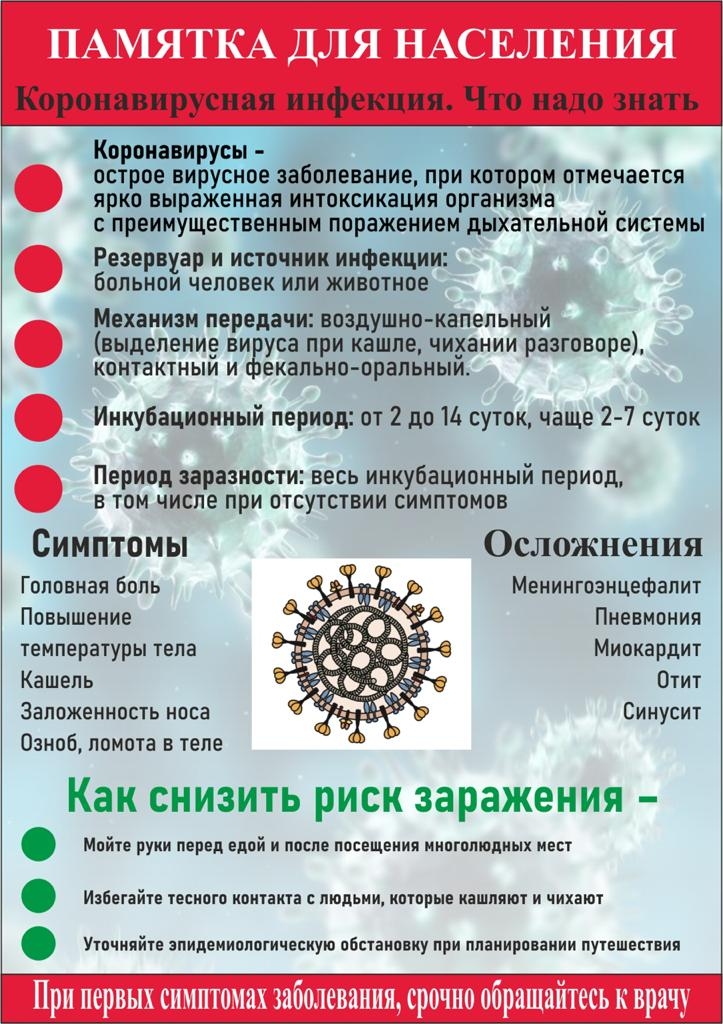 ПАМЯТКА ДЛЯ НАСЕЛЕНИЯ
Коронавирусная инфекция. Что надо знать
Коронавирусы -
острое вирусное заболевание, при котором отмечается
ярко выраженная интоксикация организма
с преимущественным поражением дыхательной системы
Резервуар и источник инфекции:
больной человек или животное
Механизм передачи: воздушно-капельный
(выделение вируса при кашле, чихании разговоре),
контактный и фекально-оральный.
Инкубационный период: от 2 до 14 суток, чаще 2-7 суток
Период заразности: весь инкубационный период,
в том числе при отсутствии симптомов
Симптомы
Головная боль
Повышение
температуры тела
Кашель
Заложенность носа
Озноб, ломота в теле
Осложнения
Менингоэнцефалит
Пневмония
Миокардит
Отит
Синусит
Как снизить риск заражения –
Мойте руки перед едой и после посещения многолюдных мест
Избегайте тесного контакта с людьми, которые кашляют и чихают
Уточняйте эпидемиологическую обстановку при планировании путешествия
При первых симптомах заболевания, срочно обращайтесь к врачу